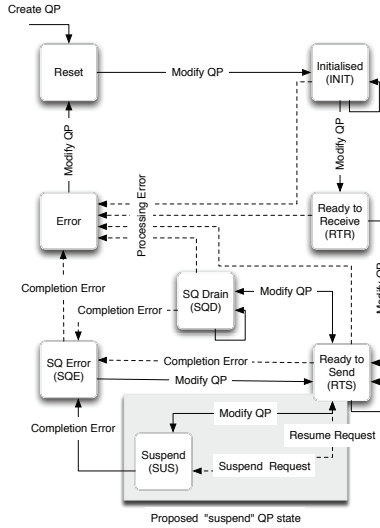 Create QP
Reset
Modify QP
Initialised
(INIT)
Modify QP
Modify QP
Error
Processing Error
Ready to
Receive
(RTR)
Completion Error
SQ Drain
(SQD)
Modify QP
Modify QP
Completion Error
SQ Error
(SQE)
Completion Error
Modify QP
Ready to
Send
(RTS)
Completion Error
Modify QP
Resume Request
Suspend
(SUS)
Suspend Request
Proposed "suspend" QP state